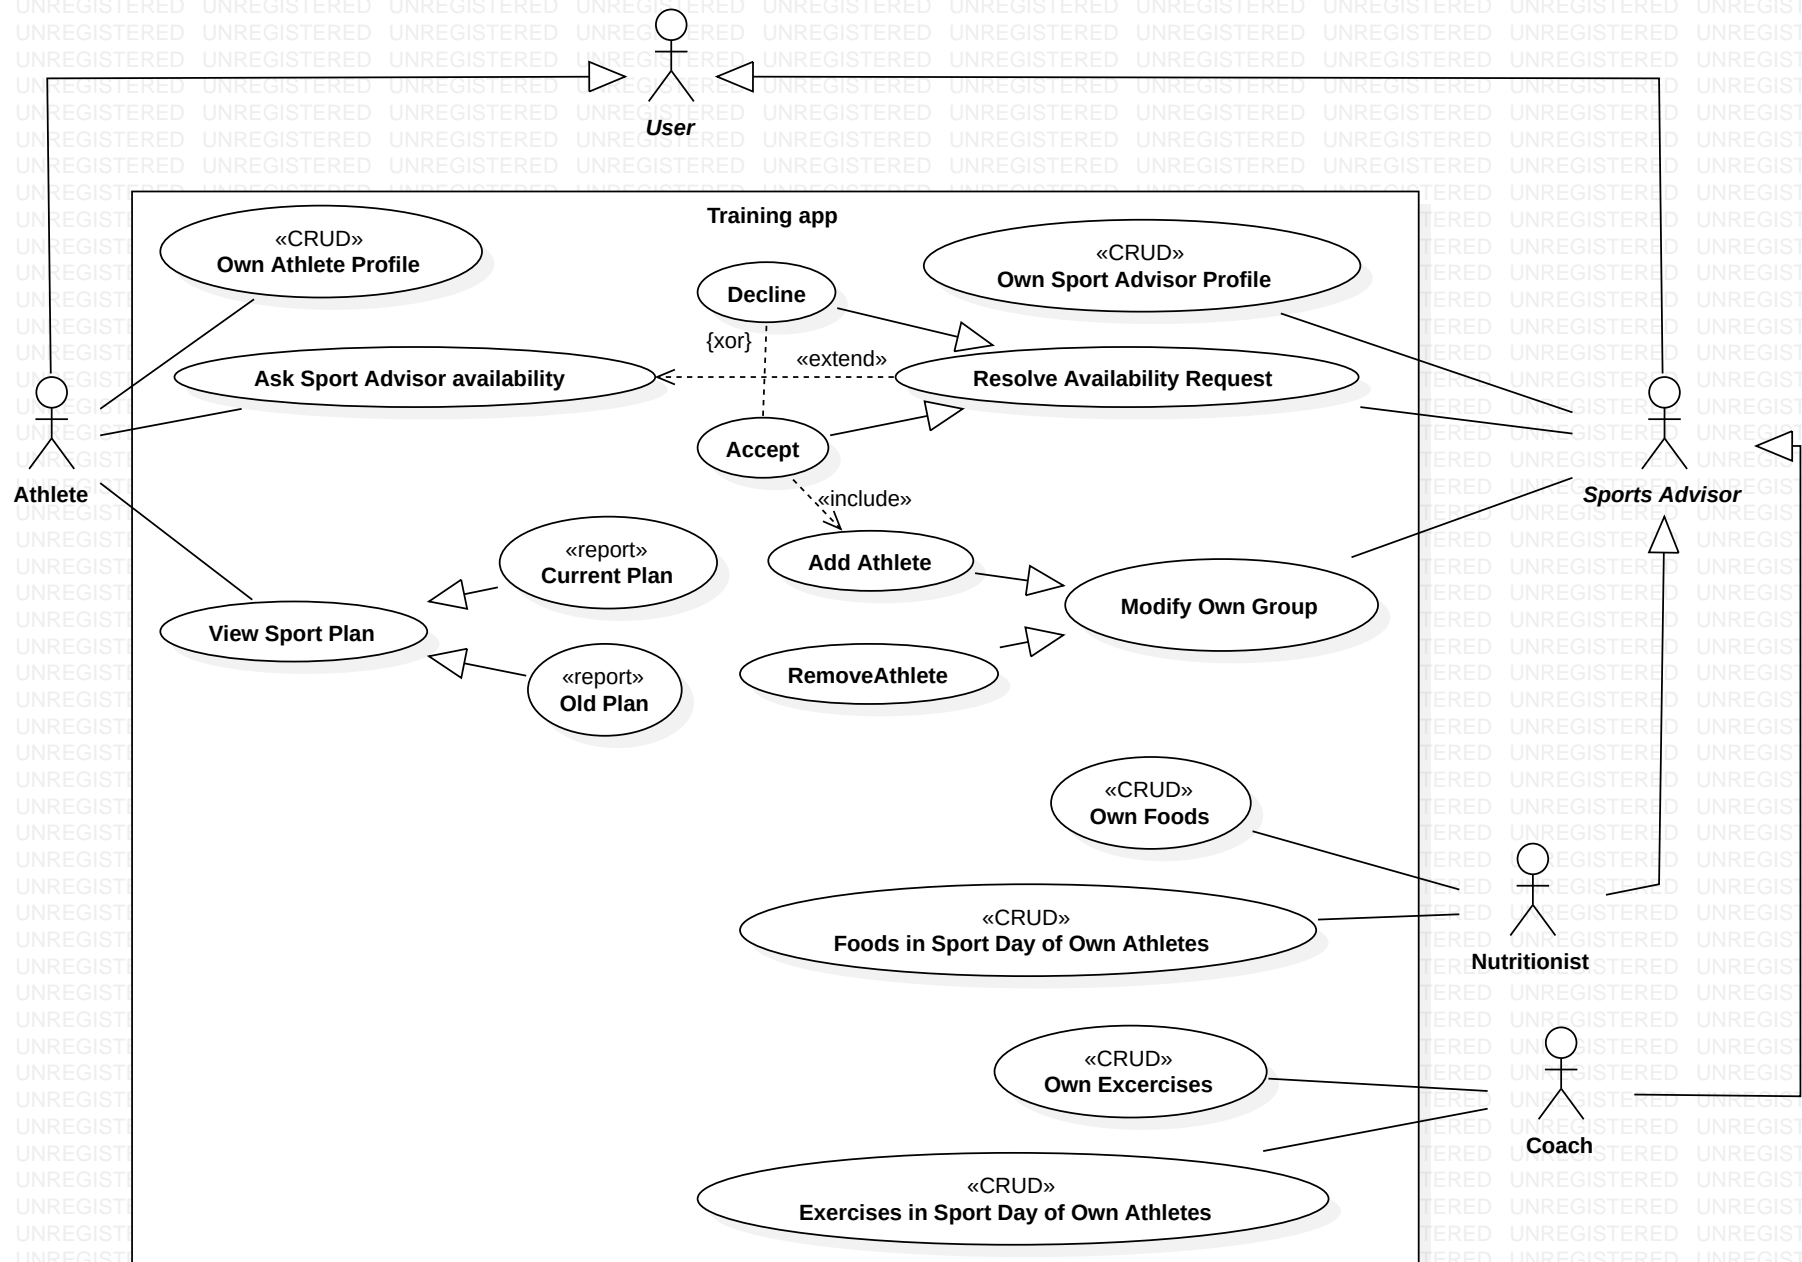 User
Training app
«CRUD»
Own Athlete Profile
«CRUD»
Own Sport Advisor Profile
Decline
{xor}
«extend»
Ask Sport Advisor availability
Resolve Availability Request
Accept
Athlete
Sports Advisor
«include»
«report»
Current Plan
Add Athlete
Modify Own Group
View Sport Plan
RemoveAthlete
«report»
Old Plan
«CRUD»
Own Foods
«CRUD»
Foods in Sport Day of Own Athletes
Nutritionist
«CRUD»
Own Excercises
Coach
«CRUD»
Exercises in Sport Day of Own Athletes
UNREGISTERED